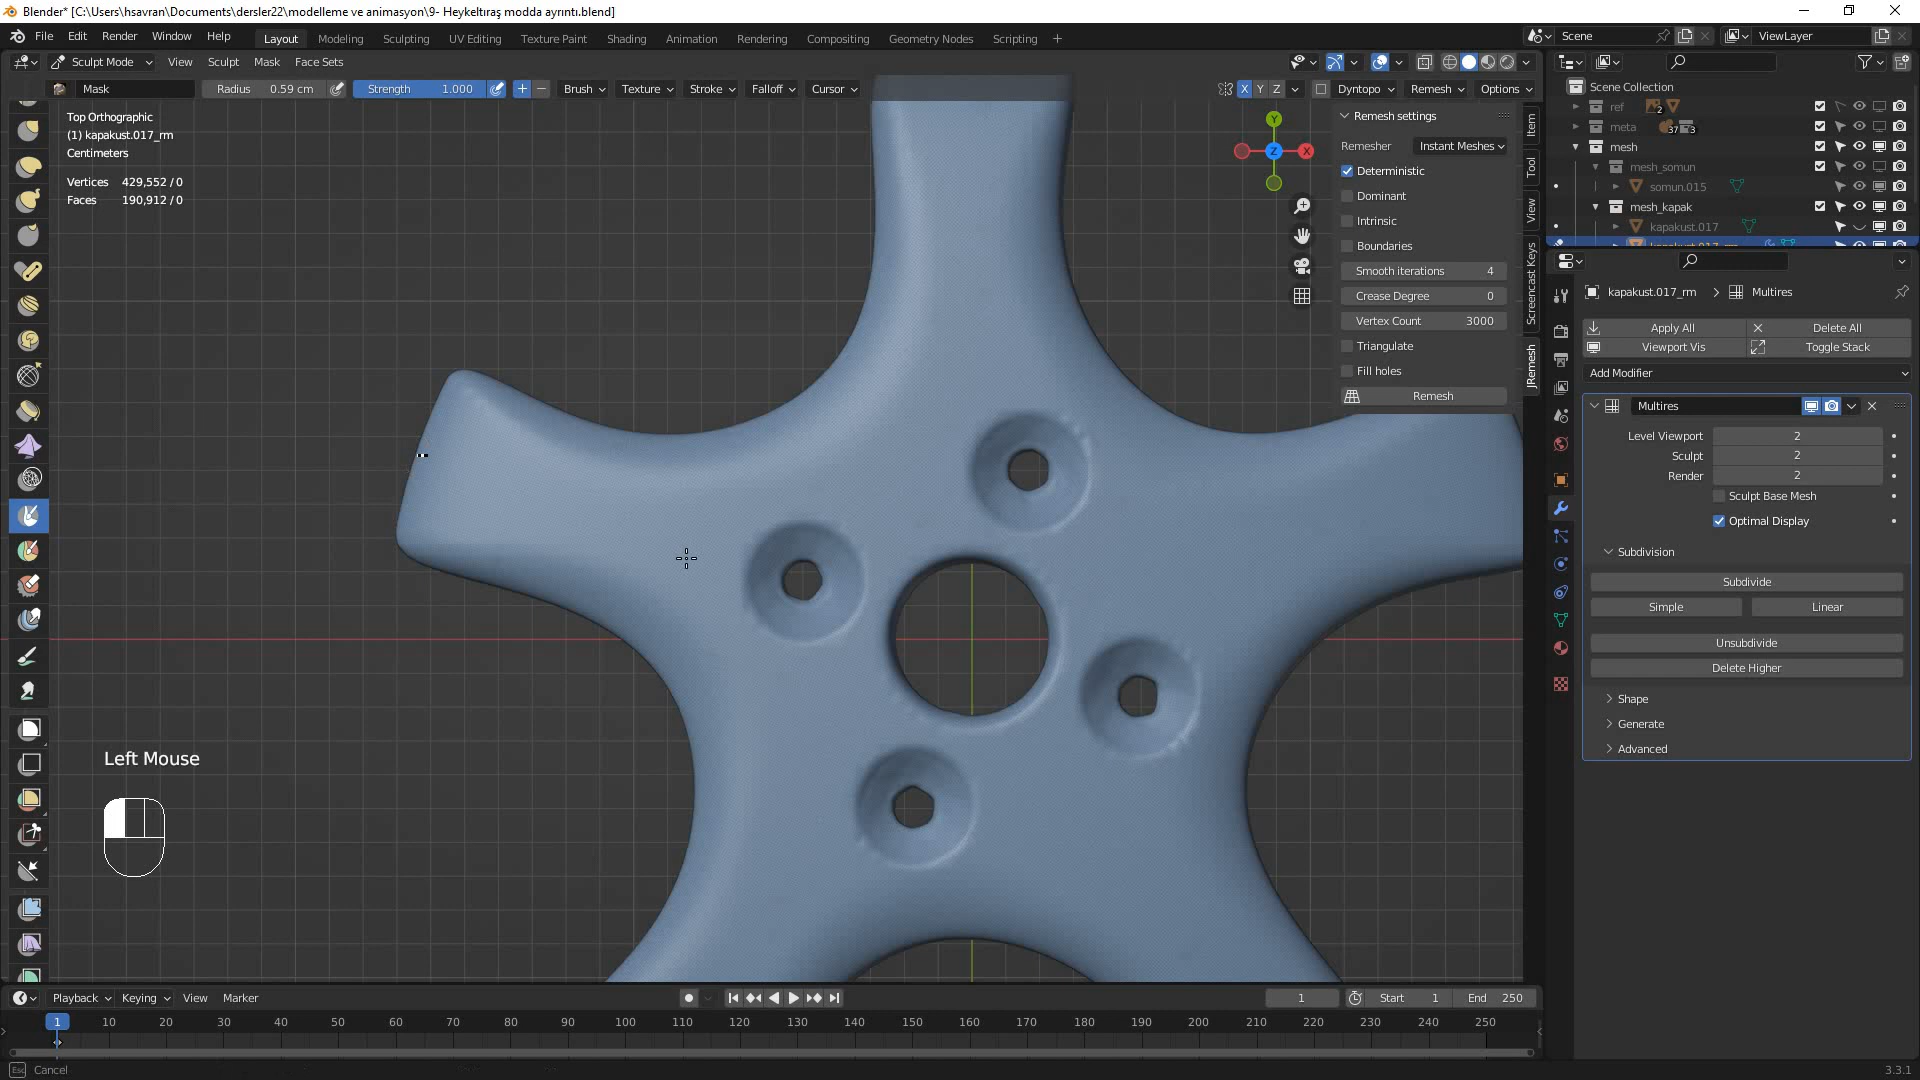 Blender* [C:\Users\hsavran\Documents\dersler22\modelleme ve animasyon\9- Heykeltıraş modda ayrıntı.blend]
File Edit Render Window Help Layout Modeling Sculpting UV Editing Texture Paint Shading Animation Rendering Compositing Geometry Nodes Scripting + Scene ViewLayer
Sculpt Mode View Sculpt Mask Face Sets
Mask Radius 0.59 cm Strength 1.000 Brush Texture Stroke Falloff Cursor X Y Z Dyntopo Remesh Options
Top Orthographic
(1) kapakust.017_rm
Centimeters
Vertices 429,552 / 0
Faces 190,912 / 0
Y
Z X
Remesh settings
Remesher Instant Meshes
Deterministic
Dominant
Intrinsic
Boundaries
Smooth iterations 4
Crease Degree 0
Vertex Count 3000
Triangulate
Fill holes
Remesh
Item
Tool
View
Screencast Keys
JRemesh
Scene Collection
ref 2
meta 37 3
mesh
mesh_somun
somun.015
mesh_kapak
kapakust.017
kapakust.017_rm
kapakust.017_rm > Multires
Apply All Delete All
Viewport Vis Toggle Stack
Add Modifier
Multires
Level Viewport 2
Sculpt 2
Render 2
Sculpt Base Mesh
Optimal Display
Subdivision
Subdivide
Simple Linear
Unsubdivide
Delete Higher
Shape
Generate
Advanced
Left Mouse
Playback Keying View Marker 1 Start 1 End 250
1 10 20 30 40 50 60 70 80 90 100 110 120 130 140 150 160 170 180 190 200 210 220 230 240 250
Esc Cancel 3.3.1